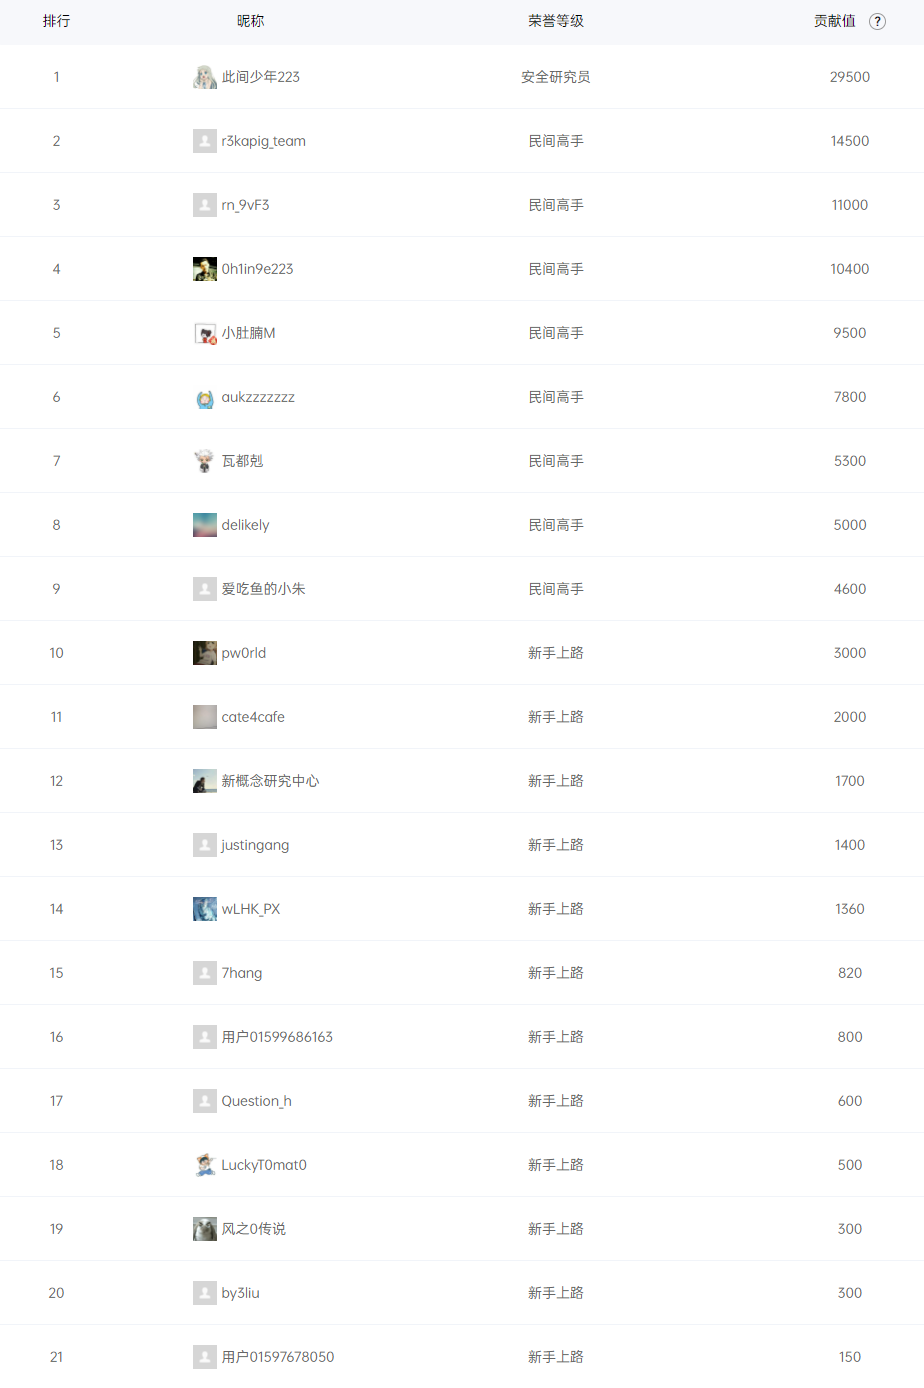 排行 昵称 荣誉等级 贡献值 ?
1 此间少年223 安全研究员 29500
2 r3kapig_team 民间高手 14500
3 rn_9vF3 民间高手 11000
4 0h1in9e223 民间高手 10400
5 小肚腩M 民间高手 9500
6 aukzzzzzzz 民间高手 7800
7 瓦都剋 民间高手 5300
8 delikely 民间高手 5000
9 爱吃鱼的小朱 民间高手 4600
10 pw0rld 新手上路 3000
11 cate4cafe 新手上路 2000
12 新概念研究中心 新手上路 1700
13 justingang 新手上路 1400
14 wLHK_PX 新手上路 1360
15 7hang 新手上路 820
16 用户01599686163 新手上路 800
17 Question_h 新手上路 600
18 LuckyT0mat0 新手上路 500
19 风之0传说 新手上路 300
20 by3liu 新手上路 300
21 用户01597678050 新手上路 150